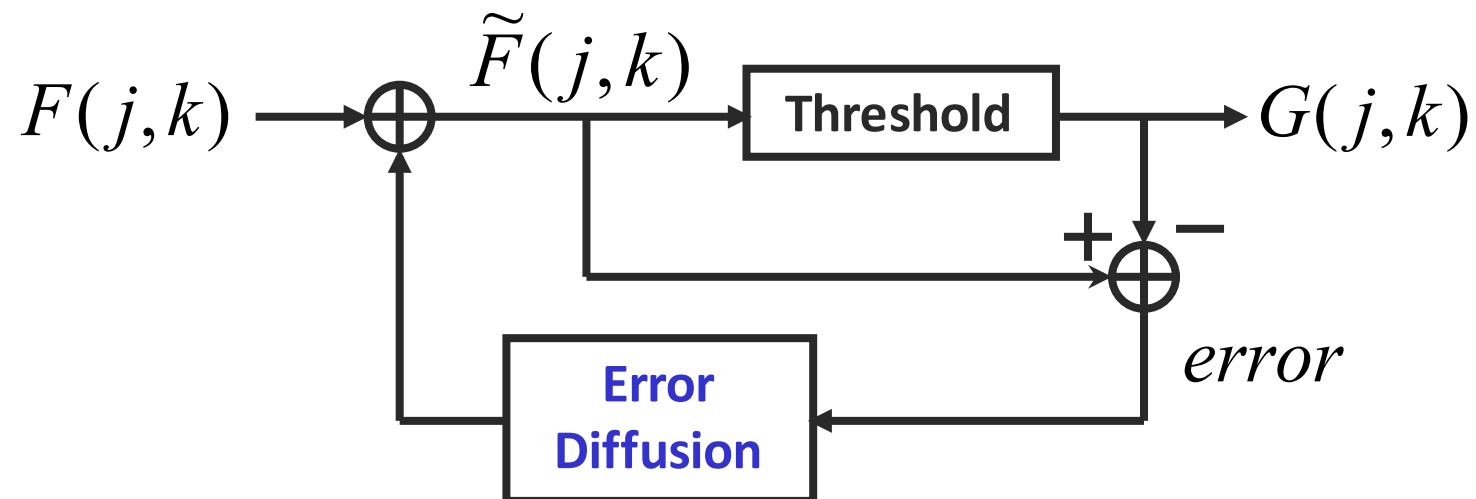 F̃(j,k)
F(j,k)
Threshold
G(j,k)
+
−
error
Error
Diffusion